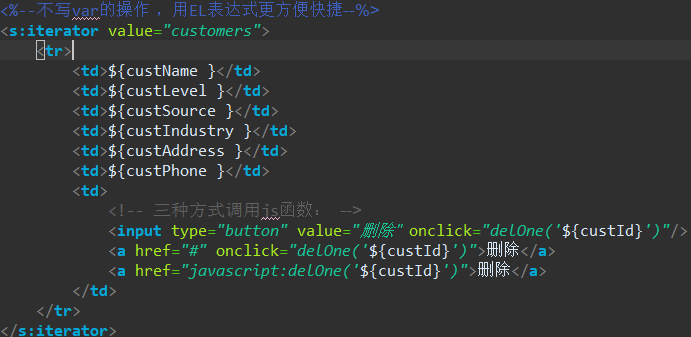 <%--不写var的操作，用EL表达式更方便快捷--%>
<s:iterator value="customers">
<tr>
<td>${custName }</td>
<td>${custLevel }</td>
<td>${custSource }</td>
<td>${custIndustry }</td>
<td>${custAddress }</td>
<td>${custPhone }</td>
<td>
<!-- 三种方式调用js函数： -->
<input type="button" value="删除" onclick="delOne('${custId}')"/>
<a href="#" onclick="delOne('${custId}')">删除</a>
<a href="javascript:delOne('${custId}')">删除</a>
</td>
</tr>
</s:iterator>